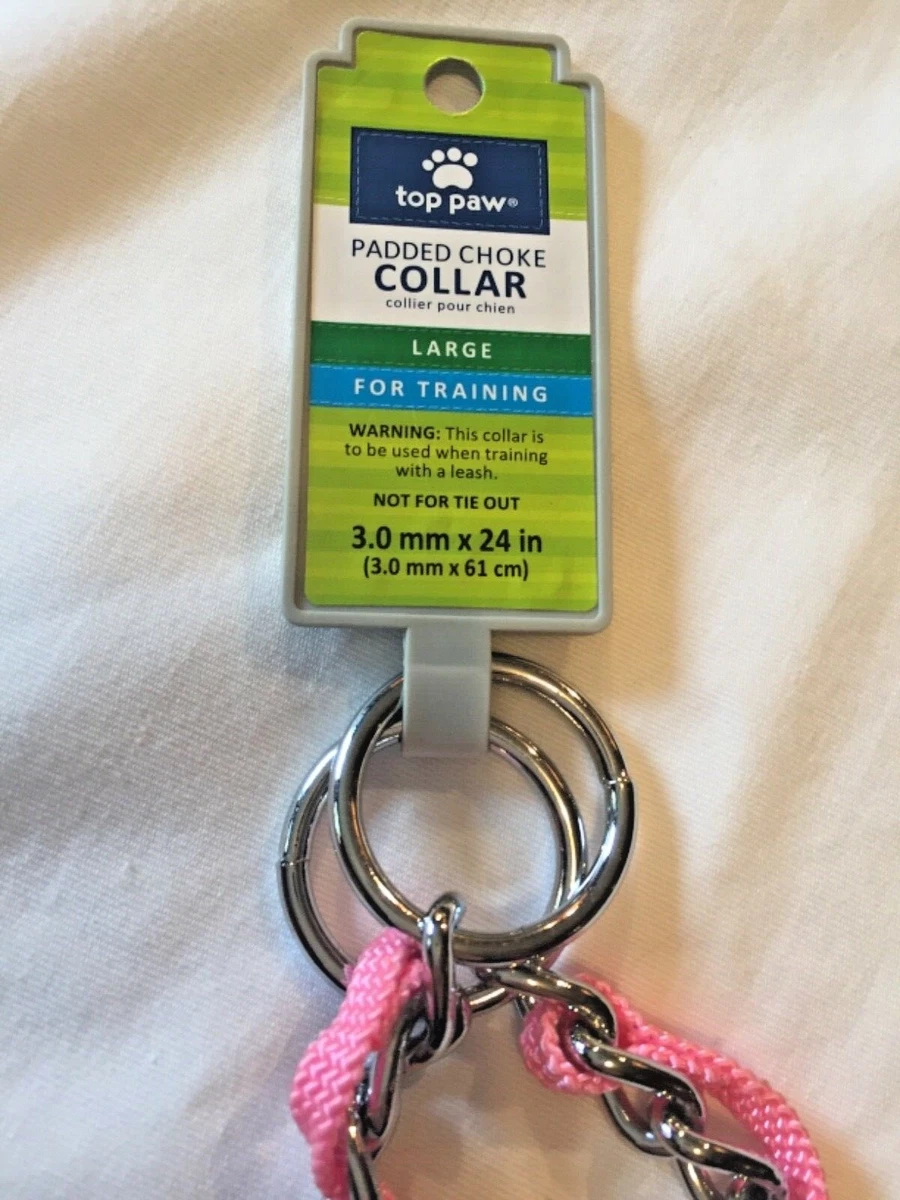 top paw®
PADDED CHOKE
COLLAR
collier pour chien
LARGE
FOR TRAINING
WARNING: This collar is
to be used when training
with a leash.
NOT FOR TIE OUT
3.0 mm x 24 in
(3.0 mm x 61 cm)